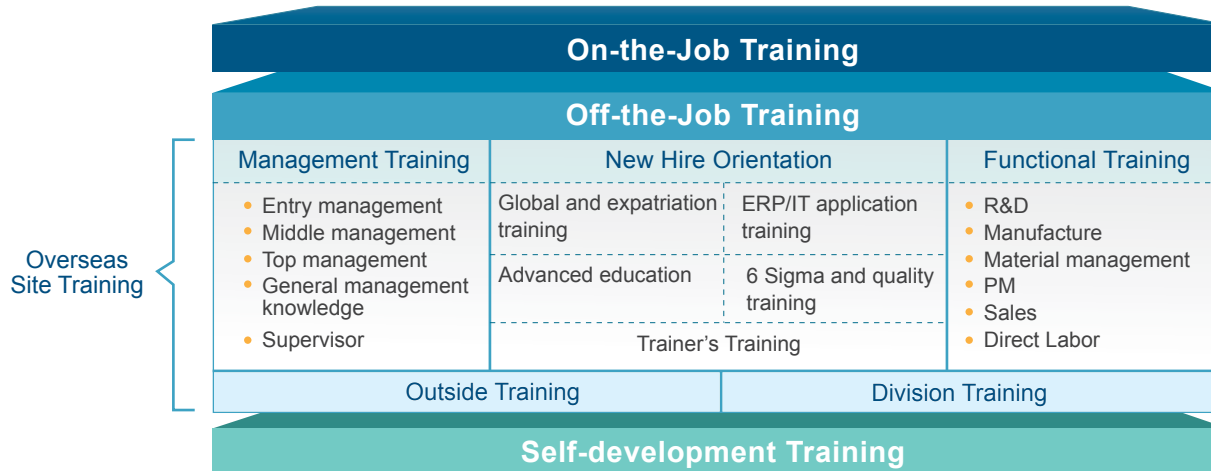 On-the-Job Training
Off-the-Job Training
Overseas
Site Training
Management Training
Entry management
Middle management
Top management
General management
knowledge
Supervisor
New Hire Orientation
Global and expatriation
training
ERP/IT application
training
Advanced education
6 Sigma and quality
training
Trainer’s Training
Functional Training
R&D
Manufacture
Material management
PM
Sales
Direct Labor
Outside Training
Division Training
Self-development Training